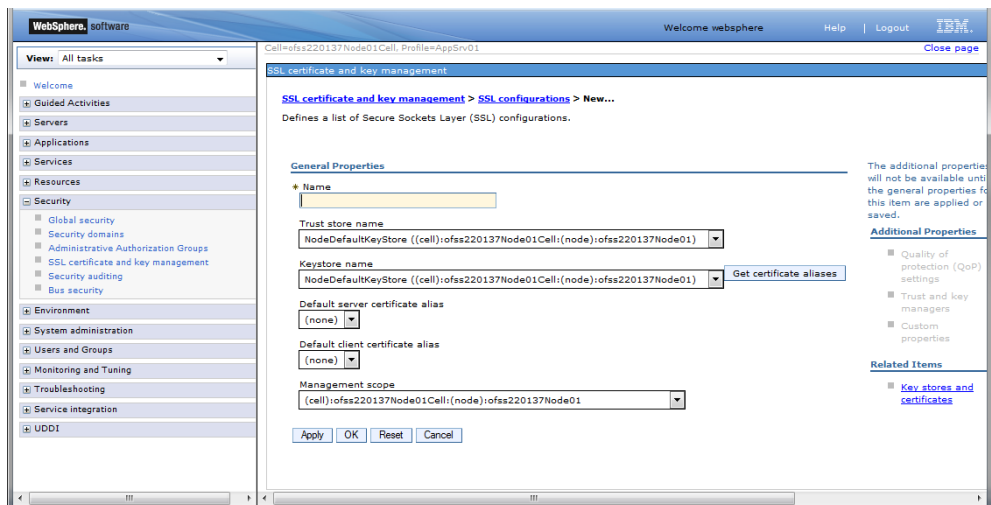 WebSphere. software
Welcome websphere Help | Logout IBM.
View: All tasks
Welcome
Guided Activities
Servers
Applications
Services
Resources
Security
Global security
Security domains
Administrative Authorization Groups
SSL certificate and key management
Security auditing
Bus security
Environment
System administration
Users and Groups
Monitoring and Tuning
Troubleshooting
Service integration
UDDI
Cell=ofss220137Node01Cell, Profile=AppSrv01
Close page
SSL certificate and key management
SSL certificate and key management > SSL configurations > New...
Defines a list of Secure Sockets Layer (SSL) configurations.
General Properties
* Name
Trust store name
NodeDefaultKeyStore ((cell):ofss220137Node01Cell:(node):ofss220137Node01)
Keystore name
NodeDefaultKeyStore ((cell):ofss220137Node01Cell:(node):ofss220137Node01)
Get certificate aliases
Default server certificate alias
(none)
Default client certificate alias
(none)
Management scope
(cell):ofss220137Node01Cell:(node):ofss220137Node01
Apply OK Reset Cancel
The additional properties
will not be available unti
the general properties fo
this item are applied or
saved.
Additional Properties
Quality of
protection (QoP)
settings
Trust and key
managers
Custom
properties
Related Items
Key stores and
certificates